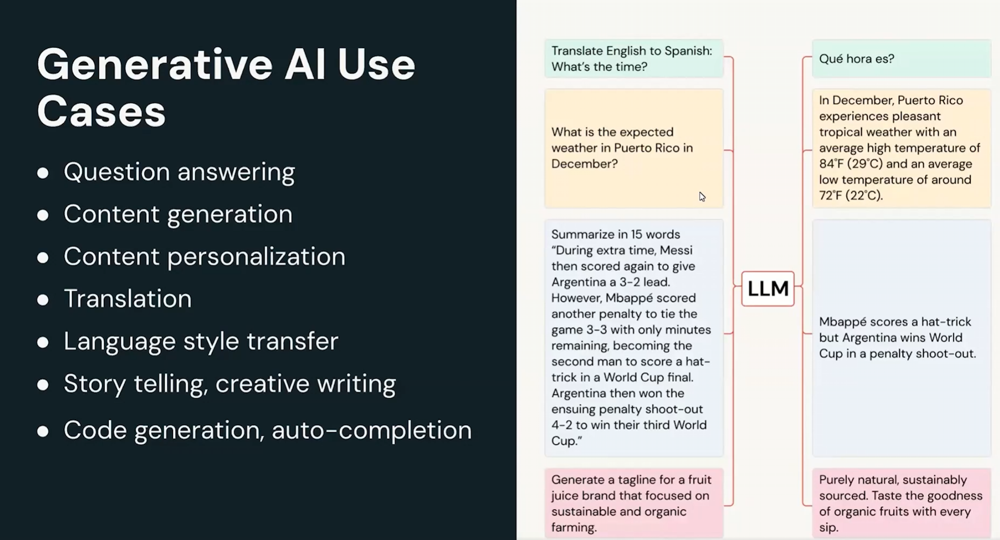 Generative AI Use
Cases
Question answering
Content generation
Content personalization
Translation
Language style transfer
Story telling, creative writing
Code generation, auto-completion
Translate English to Spanish:
What's the time?
What is the expected
weather in Puerto Rico in
December?
Summarize in 15 words
“During extra time, Messi
then scored again to give
Argentina a 3-2 lead.
However, Mbappé scored
another penalty to tie the
game 3-3 with only minutes
remaining, becoming the
second man to score a hat-
trick in a World Cup final.
Argentina then won the
ensuing penalty shoot-out
4-2 to win their third World
Cup.”
Generate a tagline for a fruit
juice brand that focused on
sustainable and organic
farming.
LLM
Qué hora es?
In December, Puerto Rico
experiences pleasant
tropical weather with an
average high temperature of
84°F (29°C) and an average
low temperature of around
72°F (22°C).
Mbappé scores a hat-trick
but Argentina wins World
Cup in a penalty shoot-out.
Purely natural, sustainably
sourced. Taste the goodness
of organic fruits with every
sip.